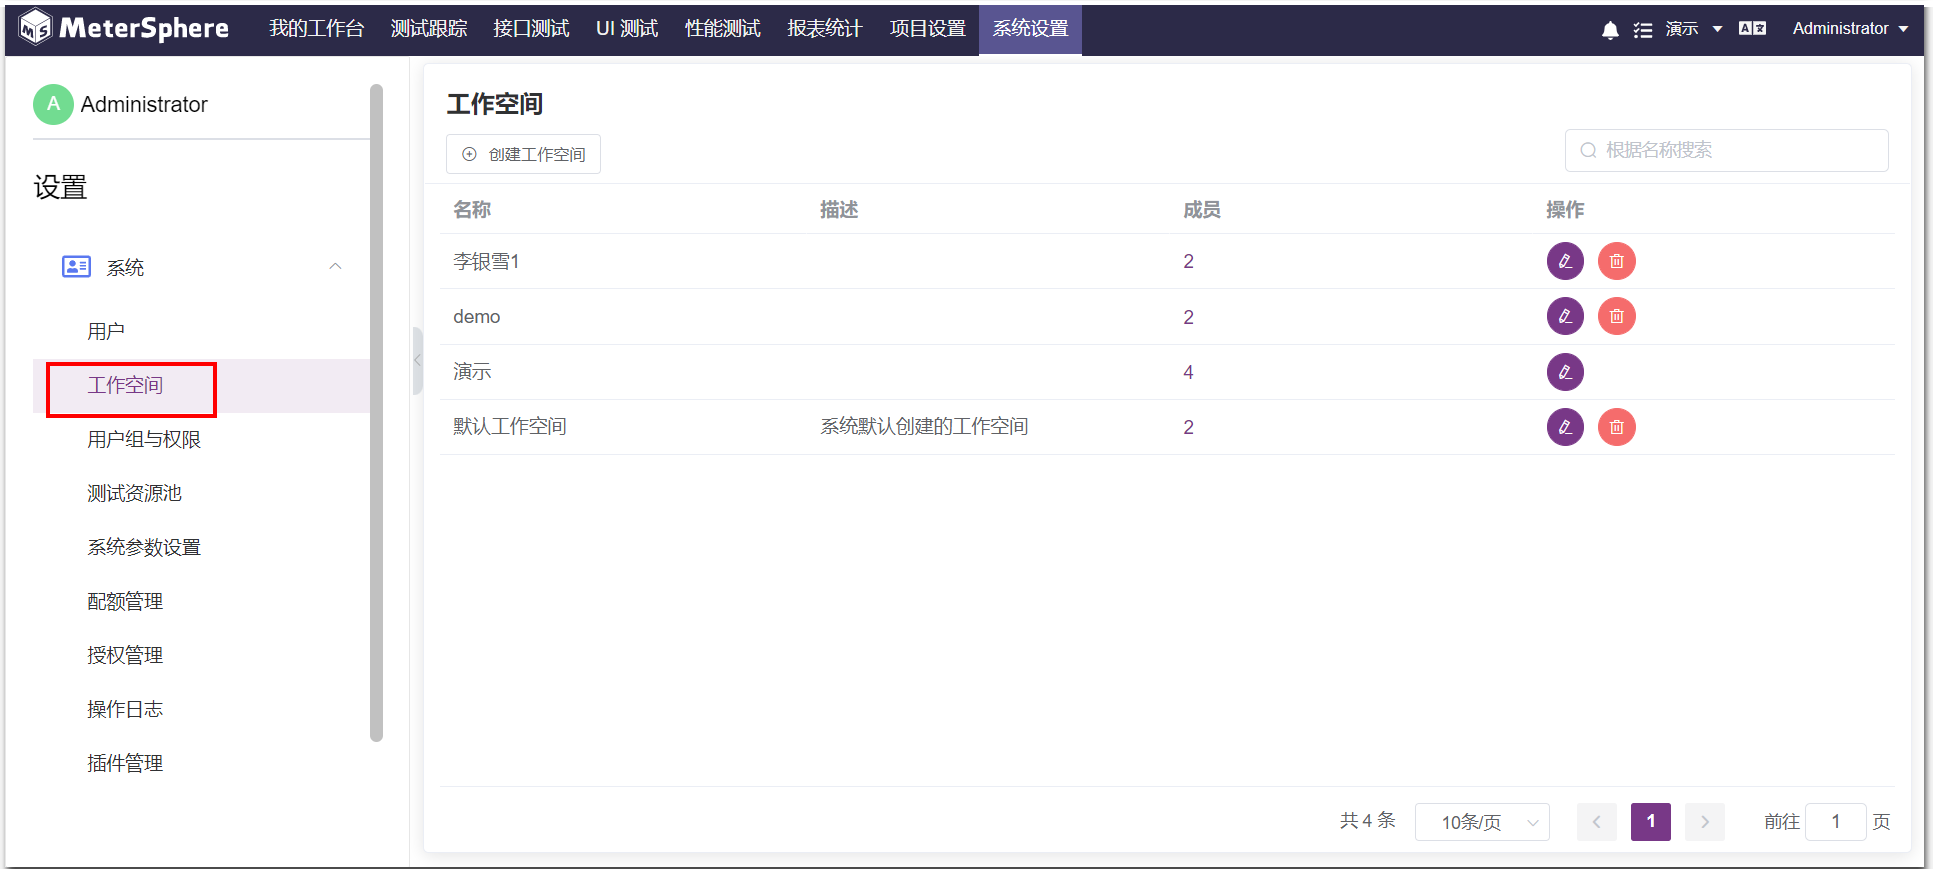 MeterSphere 我的工作台 测试跟踪 接口测试 UI 测试 性能测试 报表统计 项目设置 系统设置 演示 Administrator
A Administrator
设置
系统
用户
工作空间
用户组与权限
测试资源池
系统参数设置
配额管理
授权管理
操作日志
插件管理
工作空间
创建工作空间
根据名称搜索
名称 描述 成员 操作
李银雪1 2
demo 2
演示 4
默认工作空间 系统默认创建的工作空间 2
共 4 条 10条/页 1 前往 1 页